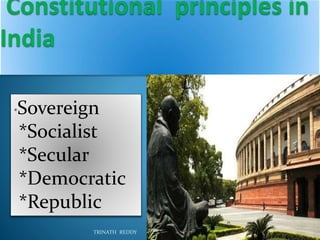 Constitutional principles in
India
•Sovereign
*Socialist
*Secular
*Democratic
*Republic
TRINATH REDDY